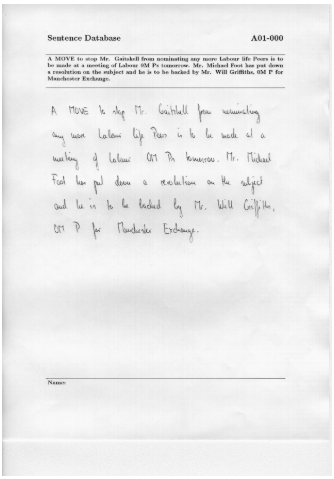 Sentence Database A01-000
A MOVE to stop Mr. Gaitskell from nominating any more Labour life Peers is to
be made at a meeting of Labour 0M Ps tomorrow. Mr. Michael Foot has put down
a resolution on the subject and he is to be backed by Mr. Will Griffiths, 0M P for
Manchester Exchange.
A MOVE to stop Mr. Gaitskell from nominating
any more Labour life Peers is to be made at a
meeting of Labour 0M Ps tomorrow. Mr. Michael
Foot has put down a resolution on the subject
and he is to be backed by Mr. Will Griffiths,
0M P for Manchester Exchange.
Name: